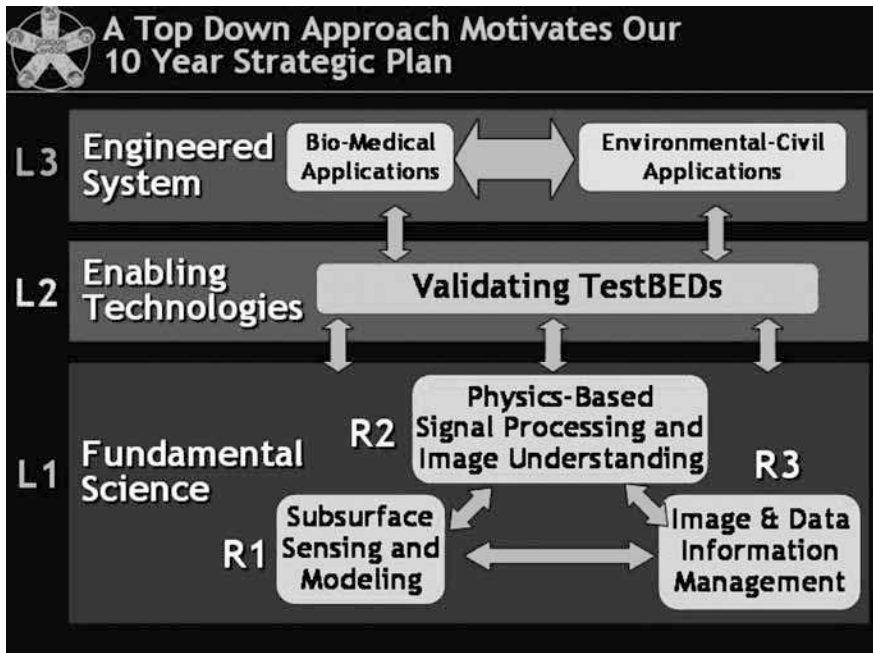 A Top Down Approach Motivates Our
10 Year Strategic Plan
L3
Engineered
System
Bio-Medical
Applications
Environmental-Civil
Applications
L2
Enabling
Technologies
Validating TestBEDs
L1
Fundamental
Science
R2
Physics-Based
Signal Processing and
Image Understanding
R3
R1
Subsurface
Sensing and
Modeling
Image & Data
Information
Management